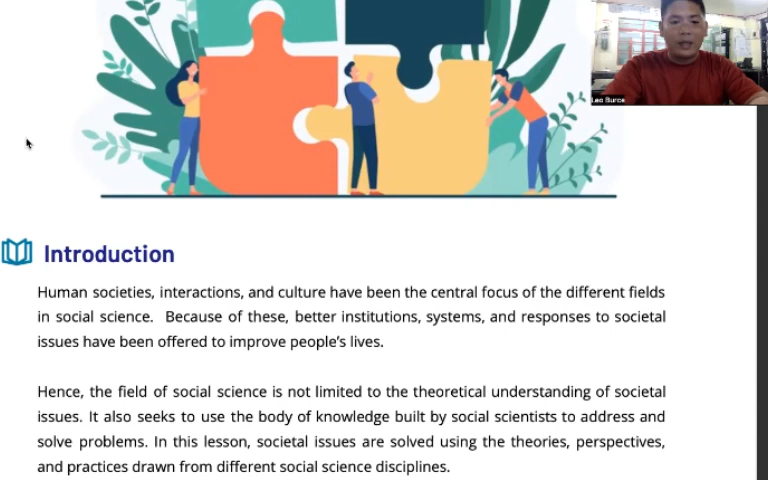 Leo Burce
Introduction
Human societies, interactions, and culture have been the central focus of the different fields
in social science. Because of these, better institutions, systems, and responses to societal
issues have been offered to improve people's lives.
Hence, the field of social science is not limited to the theoretical understanding of societal
issues. It also seeks to use the body of knowledge built by social scientists to address and
solve problems. In this lesson, societal issues are solved using the theories, perspectives,
and practices drawn from different social science disciplines.